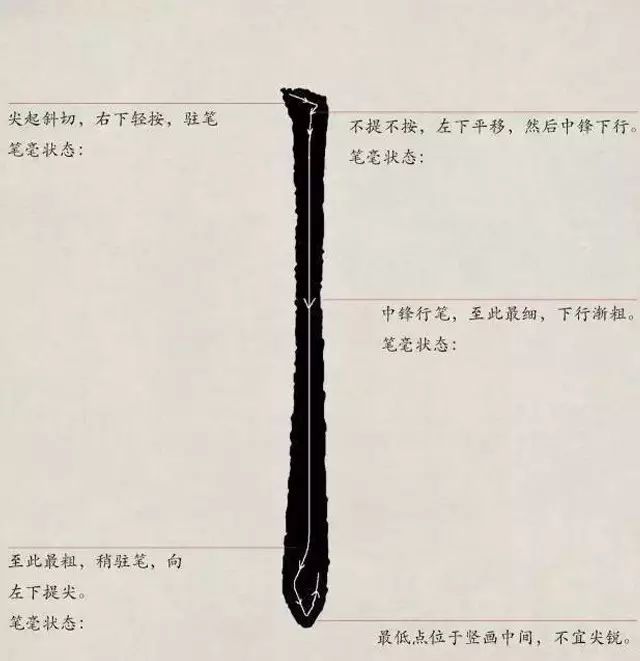 尖起斜切，右下轻按，驻笔
笔毫状态：
不提不按，左下平移，然后中锋下行。
笔毫状态：
中锋行笔，至此最细，下行渐粗。
笔毫状态：
至此最粗，稍驻笔，向
左下提尖。
笔毫状态：
最低点位于竖画中间，不宜尖锐。